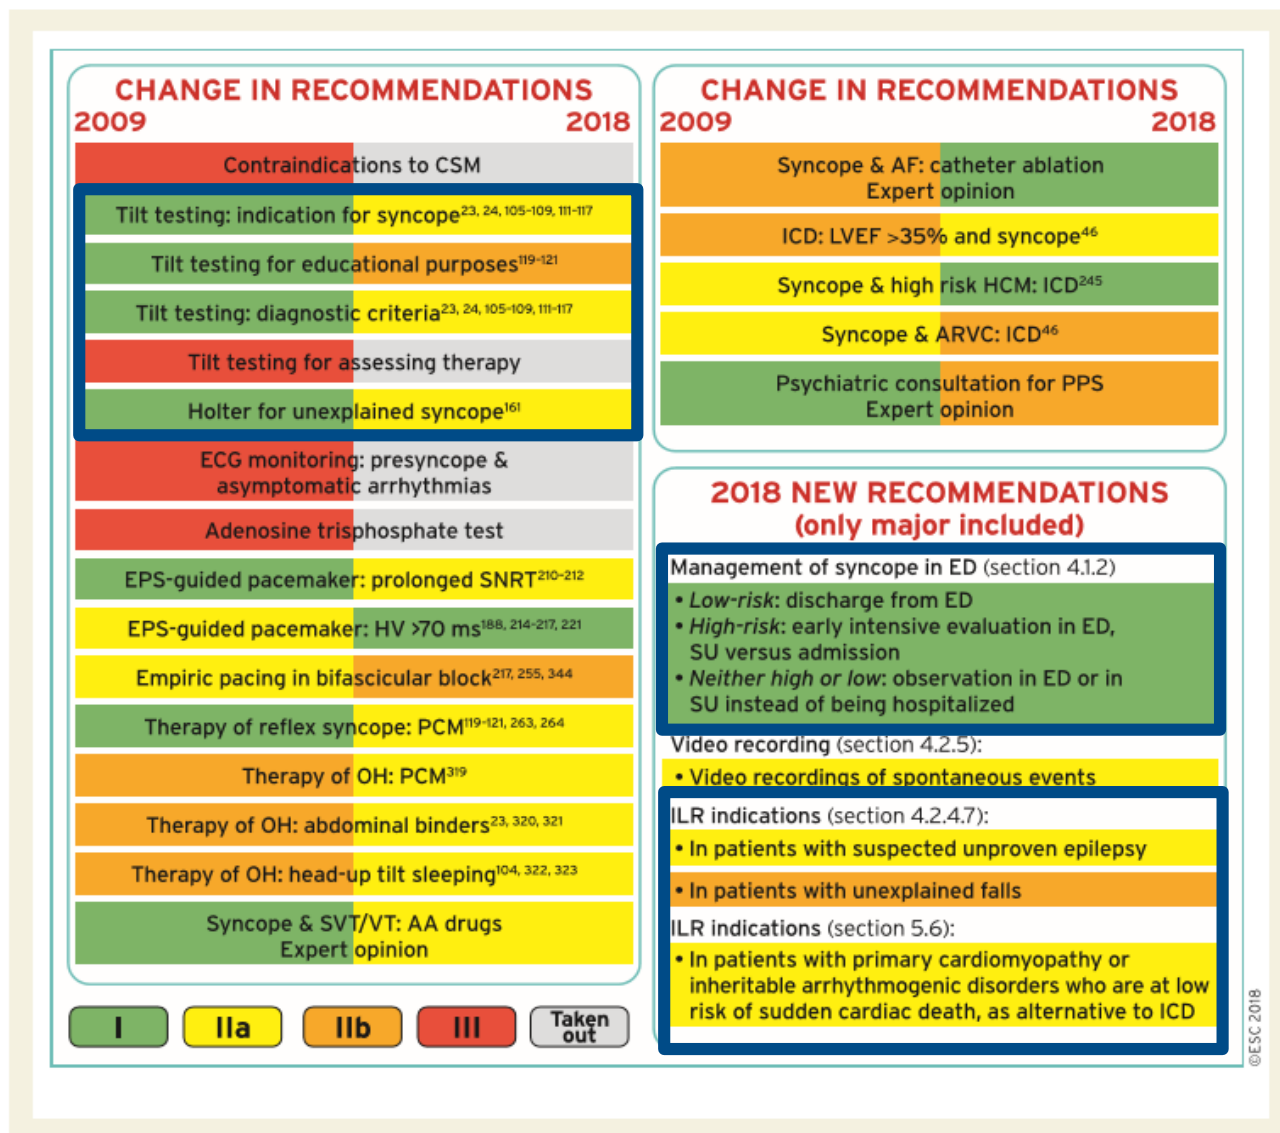 CHANGE IN RECOMMENDATIONS
2009 2018
Contraindications to CSM
Tilt testing: indication for syncope23, 24, 105-109, 111-117
Tilt testing for educational purposes119-121
Tilt testing: diagnostic criteria23, 24, 105-109, 111-117
Tilt testing for assessing therapy
Holter for unexplained syncope161
ECG monitoring: presyncope &
asymptomatic arrhythmias
Adenosine trisphosphate test
EPS-guided pacemaker: prolonged SNRT210-212
EPS-guided pacemaker: HV >70 ms188, 214-217, 221
Empiric pacing in bifascicular block217, 255, 344
Therapy of reflex syncope: PCM119-121, 263, 264
Therapy of OH: PCM319
Therapy of OH: abdominal binders23, 320, 321
Therapy of OH: head-up tilt sleeping104, 322, 323
Syncope & SVT/VT: AA drugs
Expert opinion
I IIa IIb III Taken
out
CHANGE IN RECOMMENDATIONS
2009 2018
Syncope & AF: catheter ablation
Expert opinion
ICD: LVEF >35% and syncope46
Syncope & high risk HCM: ICD245
Syncope & ARVC: ICD46
Psychiatric consultation for PPS
Expert opinion
2018 NEW RECOMMENDATIONS
(only major included)
Management of syncope in ED (section 4.1.2)
• Low-risk: discharge from ED
• High-risk: early intensive evaluation in ED,
SU versus admission
• Neither high or low: observation in ED or in
SU instead of being hospitalized
Video recording (section 4.2.5):
• Video recordings of spontaneous events
ILR indications (section 4.2.4.7):
• In patients with suspected unproven epilepsy
• In patients with unexplained falls
ILR indications (section 5.6):
• In patients with primary cardiomyopathy or
inheritable arrhythmogenic disorders who are at low
risk of sudden cardiac death, as alternative to ICD
©ESC 2018